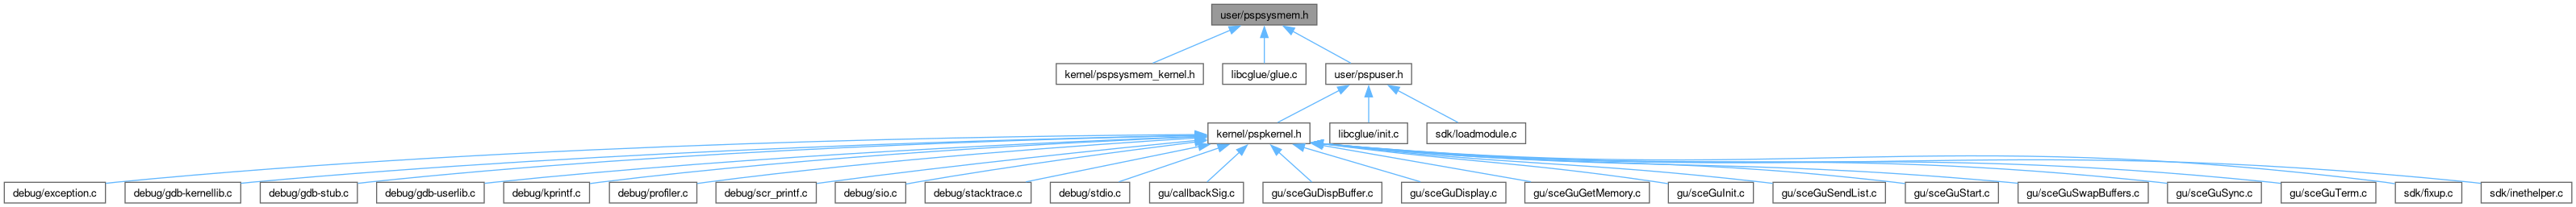 user/pspsysmem.h
kernel/pspsysmem_kernel.h
libcglue/glue.c
user/pspuser.h
kernel/pspkernel.h
libcglue/init.c
sdk/loadmodule.c
debug/exception.c
debug/gdb-kernellib.c
debug/gdb-stub.c
debug/gdb-userlib.c
debug/kprintf.c
debug/profiler.c
debug/scr_printf.c
debug/sio.c
debug/stacktrace.c
debug/stdio.c
gu/callbackSig.c
gu/sceGuDispBuffer.c
gu/sceGuDisplay.c
gu/sceGuGetMemory.c
gu/sceGuInit.c
gu/sceGuSendList.c
gu/sceGuStart.c
gu/sceGuSwapBuffers.c
gu/sceGuSync.c
gu/sceGuTerm.c
sdk/fixup.c
sdk/inethelper.c